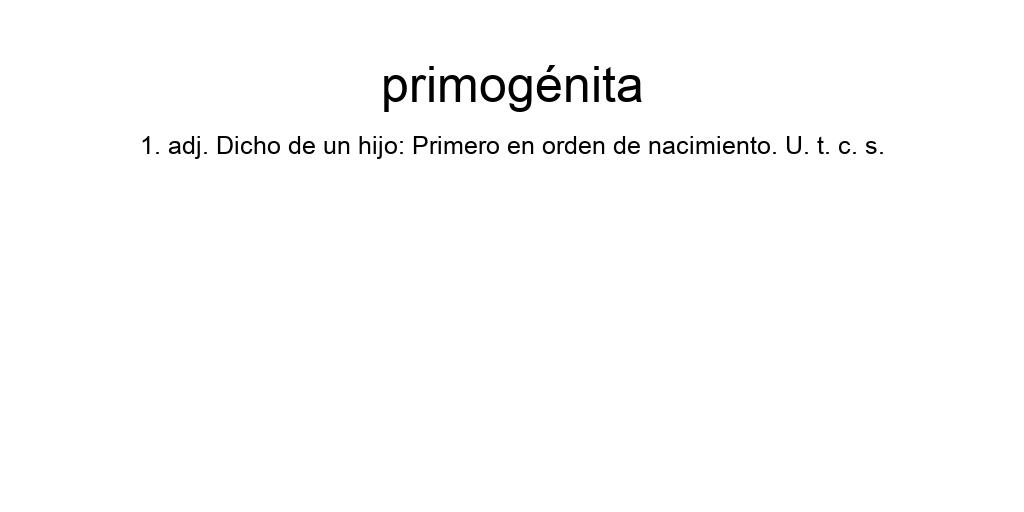 primogénita
1. adj. Dicho de un hijo: Primero en orden de nacimiento. U. t. c. s.